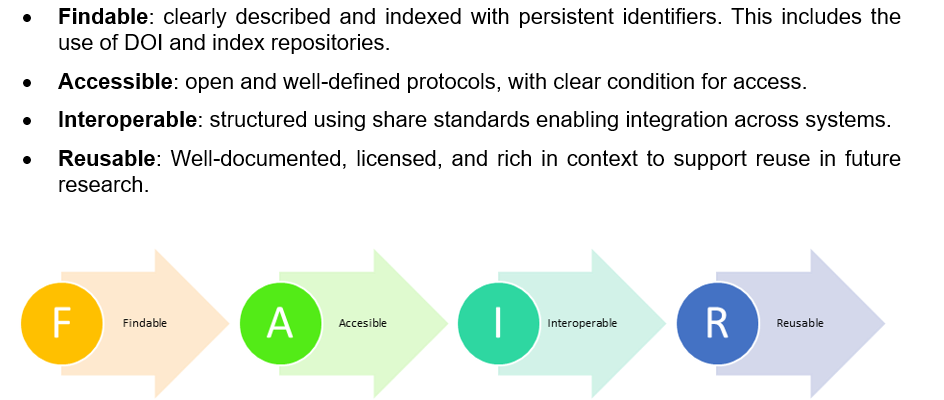 • Findable: clearly described and indexed with persistent identifiers. This includes the
use of DOI and index repositories.
• Accessible: open and well-defined protocols, with clear condition for access.
• Interoperable: structured using share standards enabling integration across systems.
• Reusable: Well-documented, licensed, and rich in context to support reuse in future
research.
F Findable A Accesible I Interoperable R Reusable